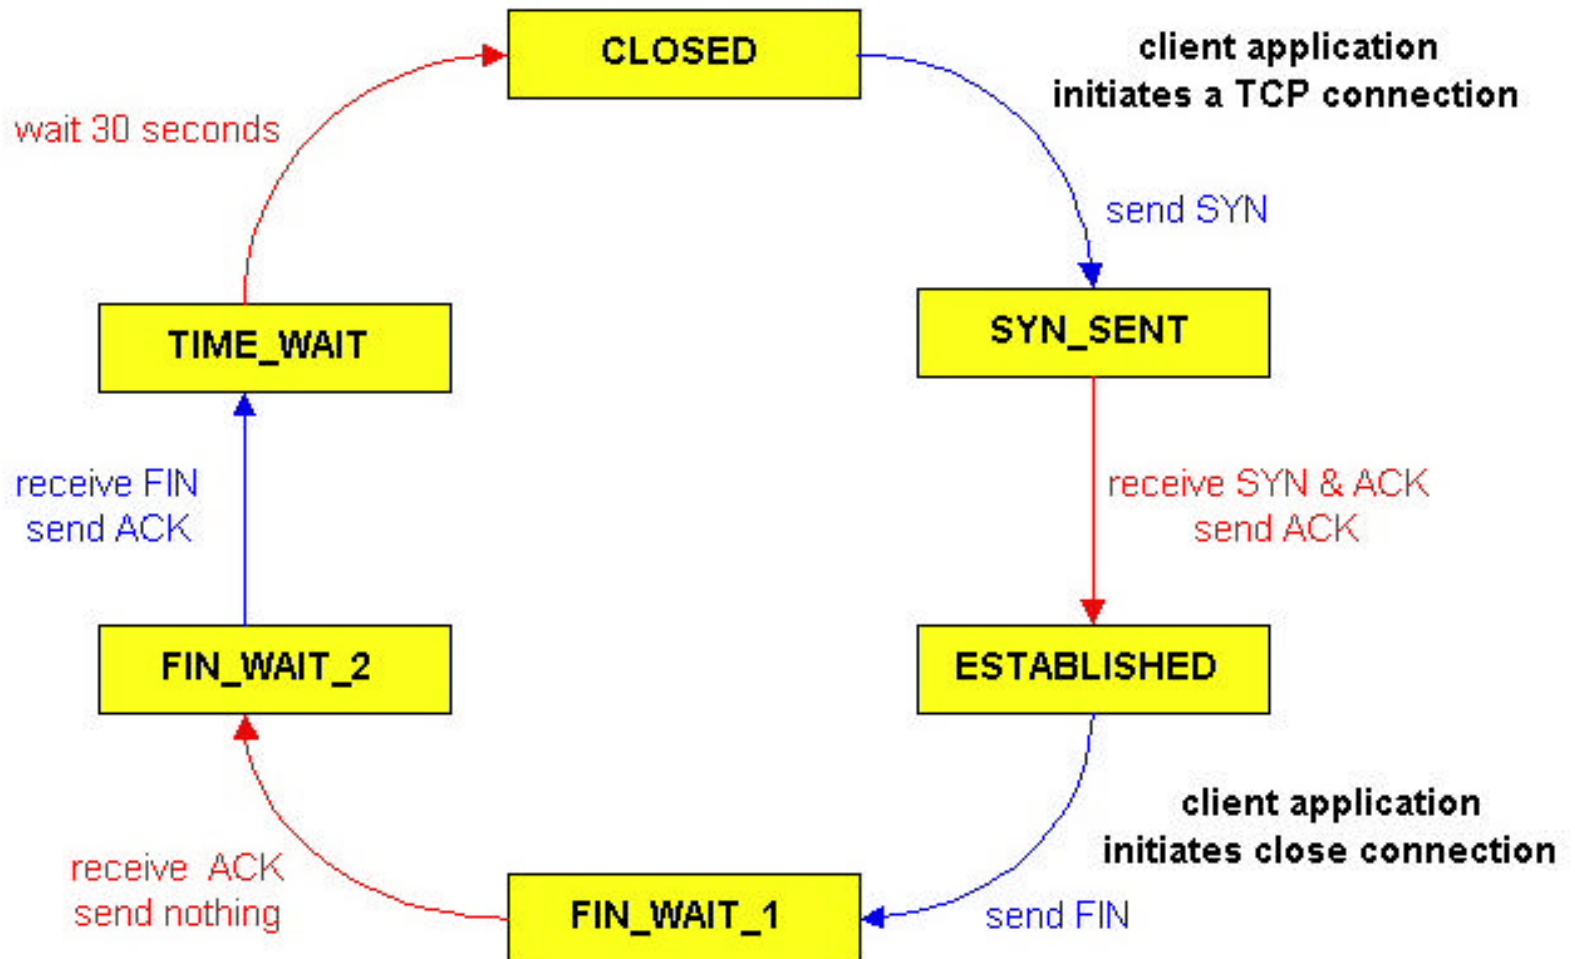 CLOSED
client application
initiates a TCP connection
wait 30 seconds
send SYN
TIME_WAIT
SYN_SENT
receive FIN
send ACK
receive SYN & ACK
send ACK
FIN_WAIT_2
ESTABLISHED
client application
initiates close connection
receive ACK
send nothing
FIN_WAIT_1
send FIN